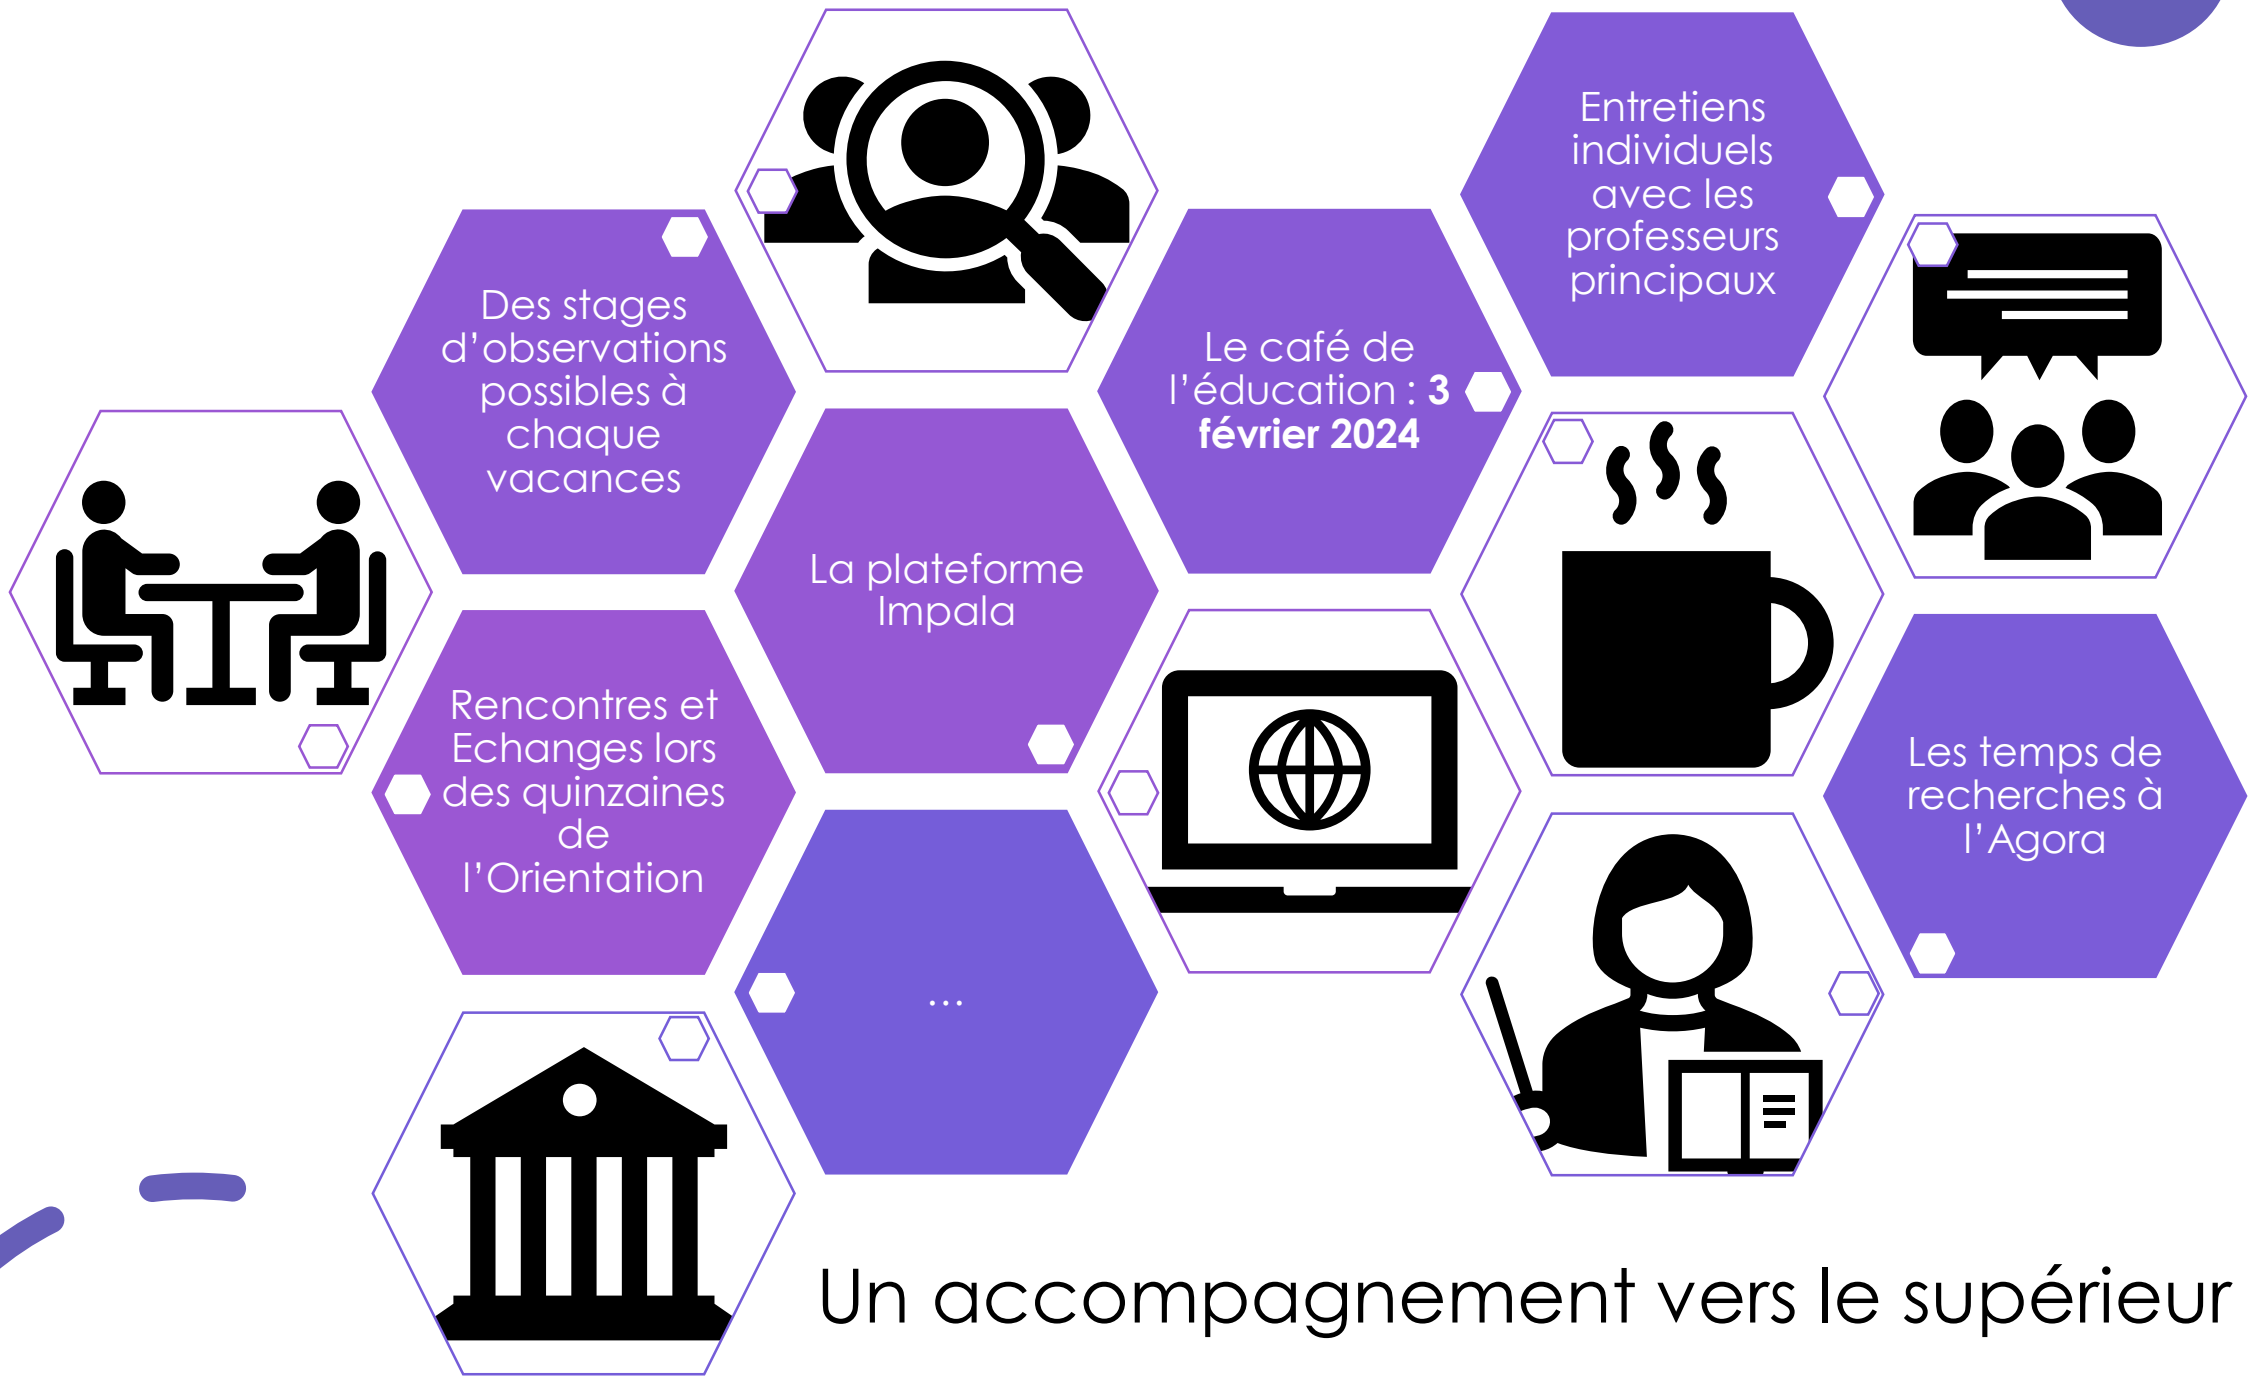 Des stages
d’observations
possibles à
chaque
vacances
Rencontres et
Echanges lors
des quinzaines
de
l’Orientation
La plateforme
Impala
Le café de
l’éducation : 3
février 2024
Entretiens
individuels
avec les
professeurs
principaux
Les temps de
recherches à
l’Agora
…
Un accompagnement vers le supérieur